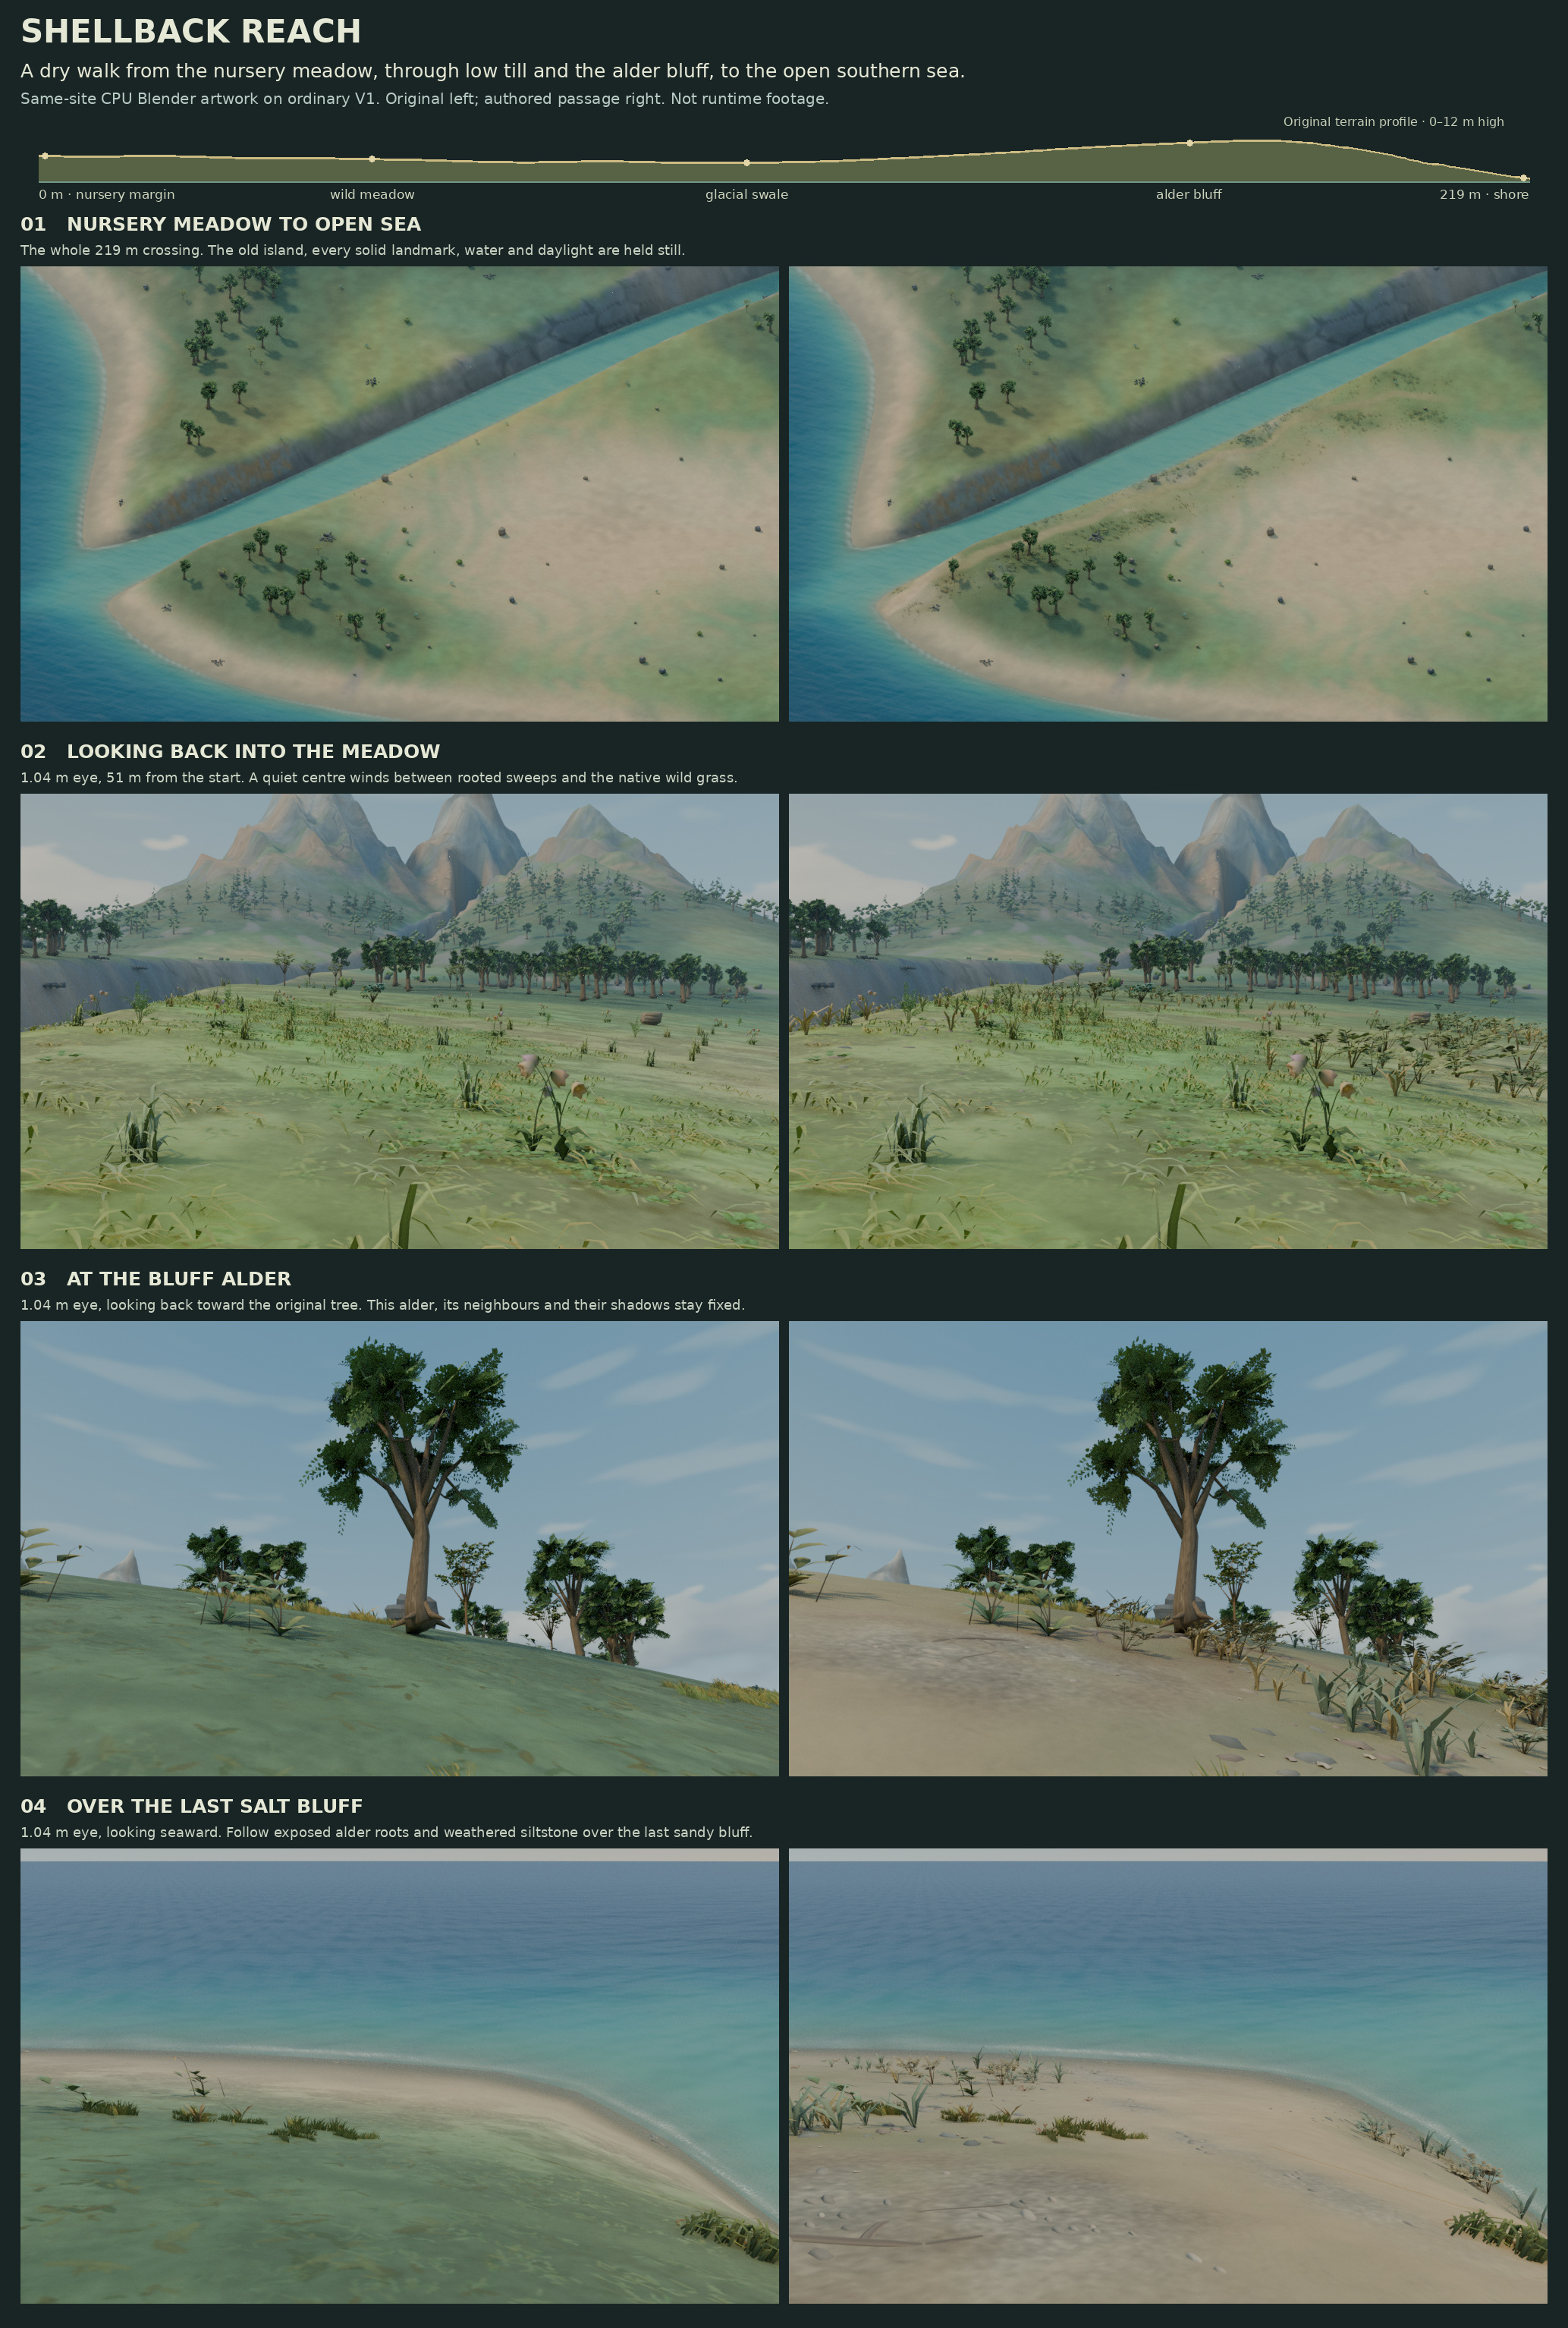 SHELLBACK REACH
A dry walk from the nursery meadow, through low till and the alder bluff, to the open southern sea.
Same-site CPU Blender artwork on ordinary V1. Original left; authored passage right. Not runtime footage.
Original terrain profile · 0–12 m high
0 m · nursery margin
wild meadow
glacial swale
alder bluff
219 m · shore
01 NURSERY MEADOW TO OPEN SEA
The whole 219 m crossing. The old island, every solid landmark, water and daylight are held still.
02 LOOKING BACK INTO THE MEADOW
1.04 m eye, 51 m from the start. A quiet centre winds between rooted sweeps and the native wild grass.
03 AT THE BLUFF ALDER
1.04 m eye, looking back toward the original tree. This alder, its neighbours and their shadows stay fixed.
04 OVER THE LAST SALT BLUFF
1.04 m eye, looking seaward. Follow exposed alder roots and weathered siltstone over the last sandy bluff.